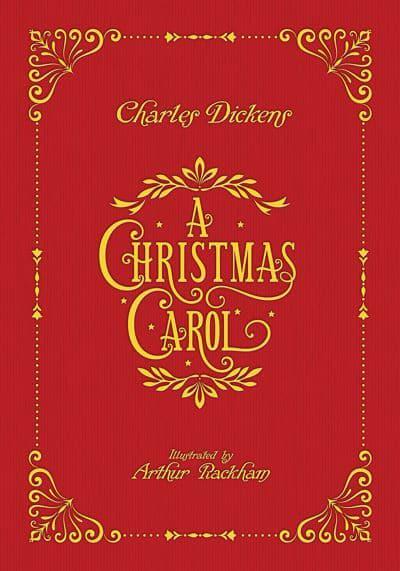 Charles Dickens
A
CHRISTMAS
CAROL
Illustrated by
Arthur Rackham